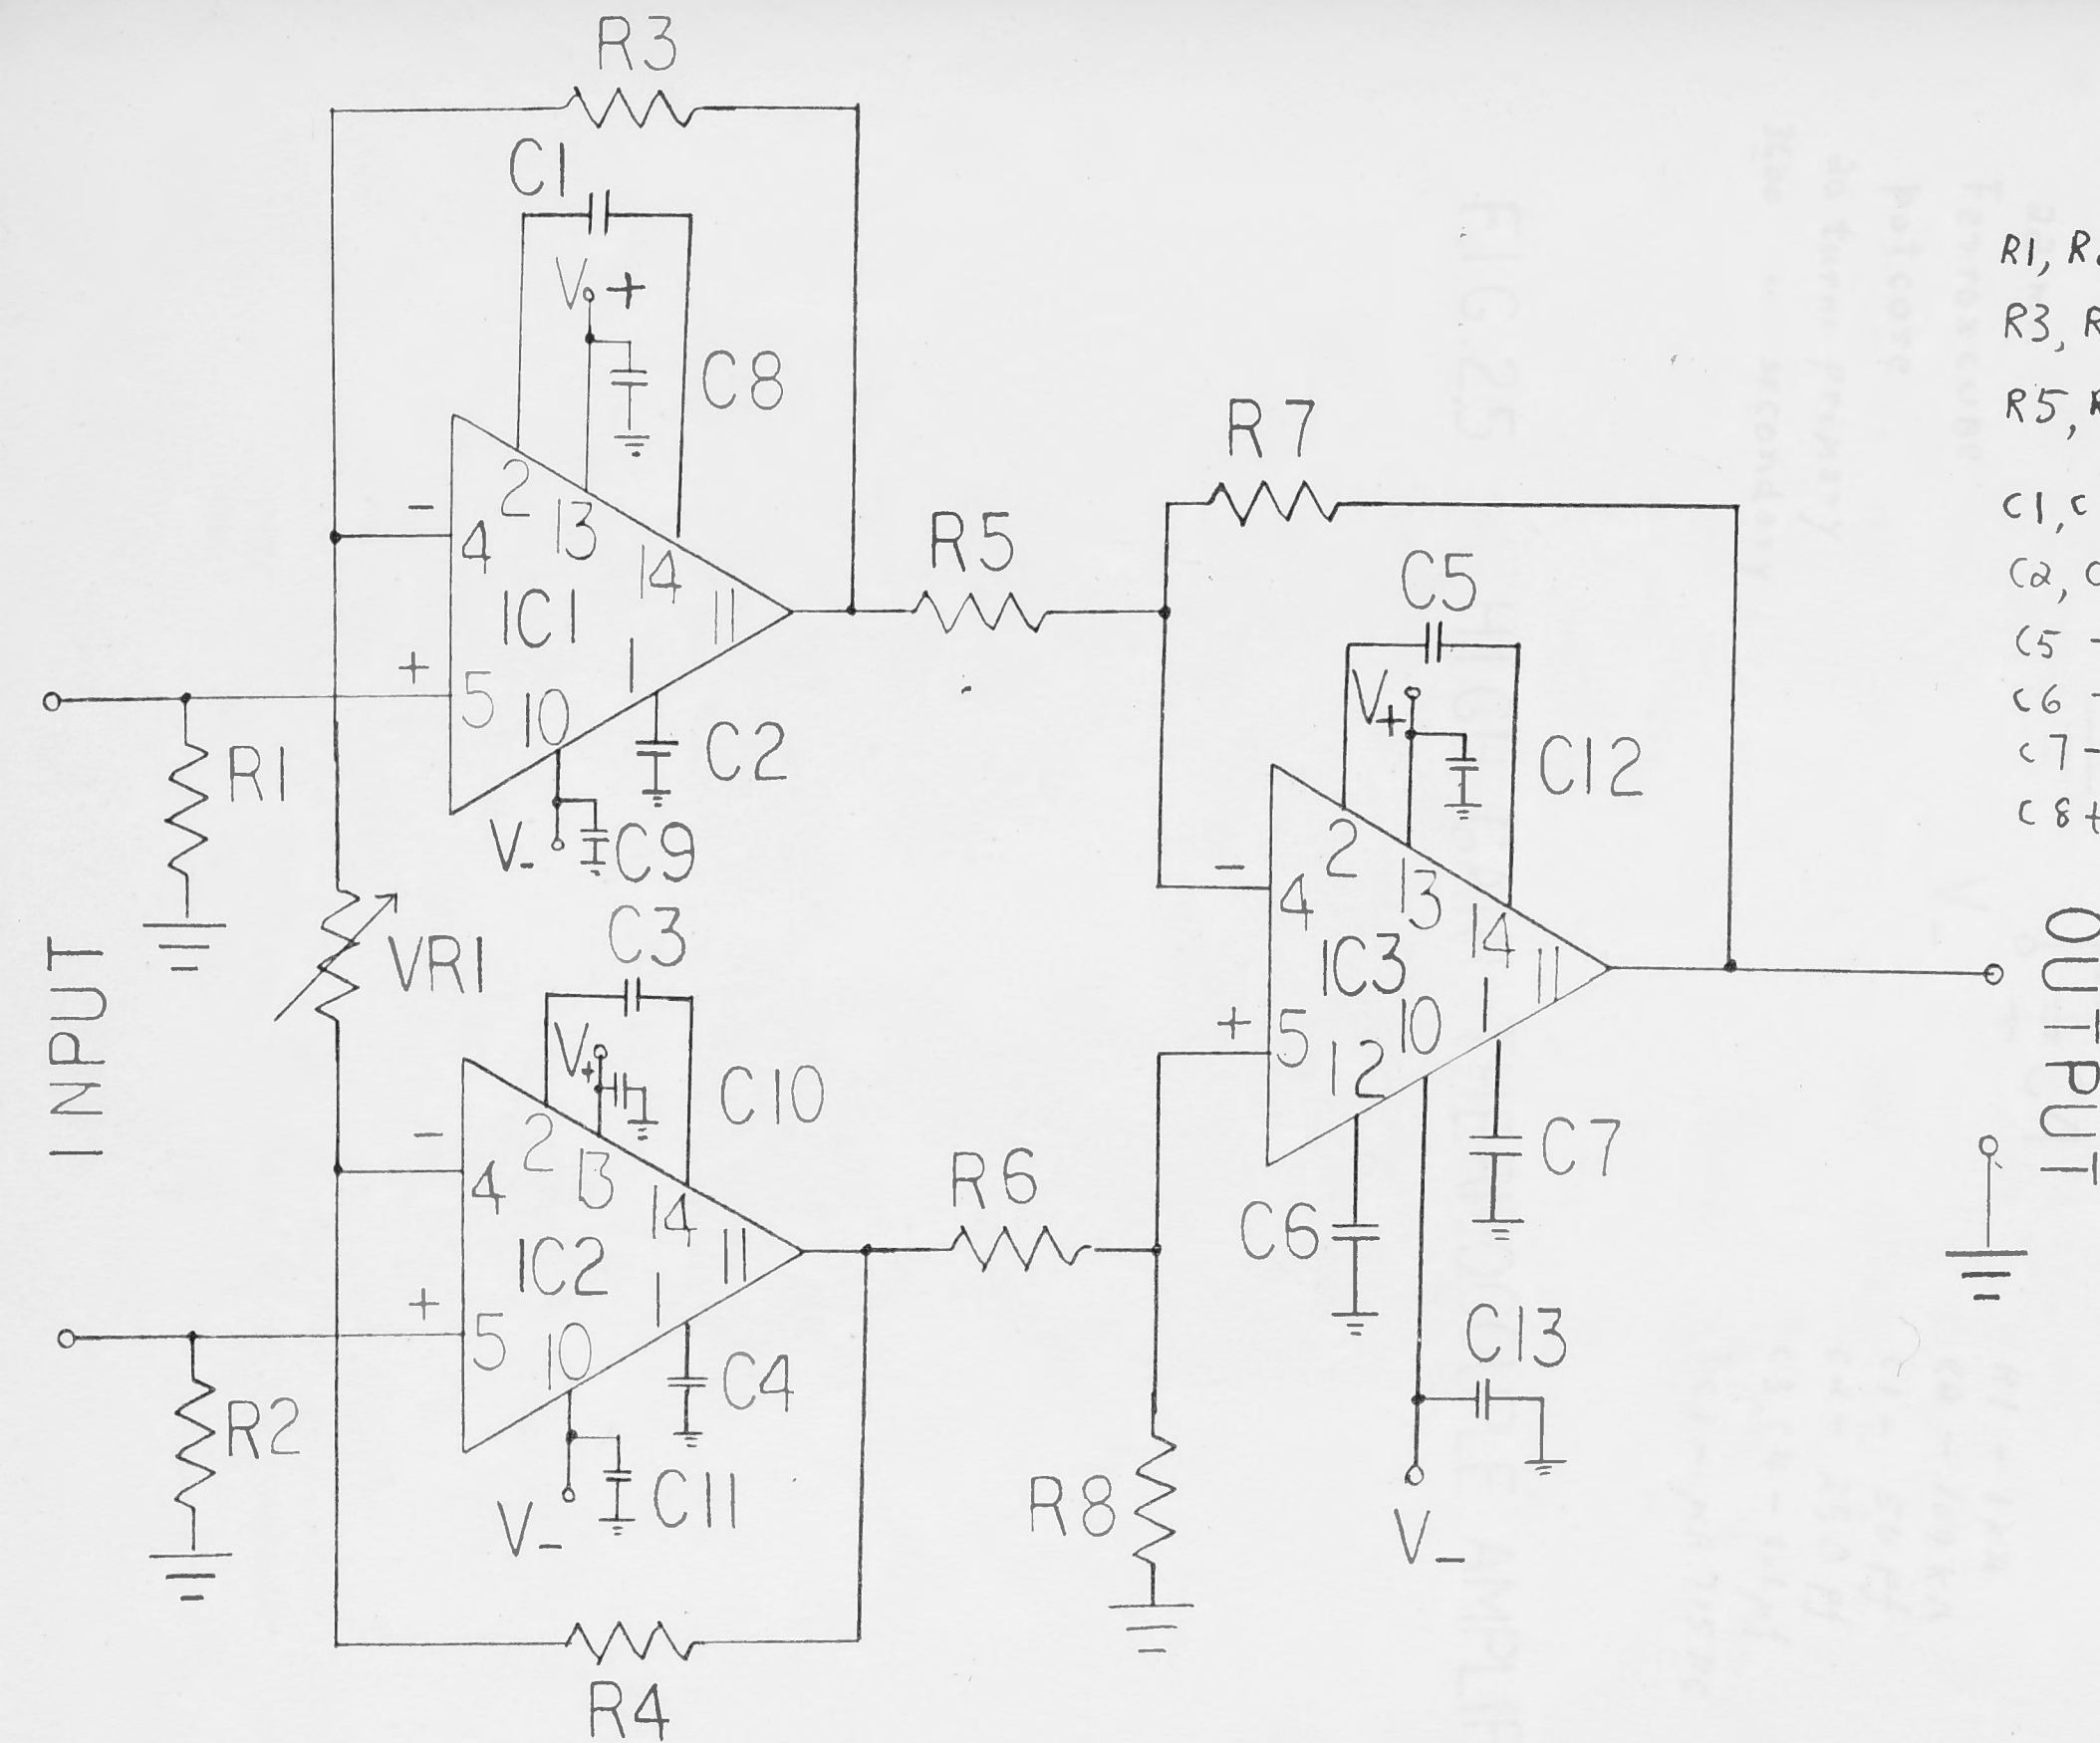 R3
C1
V+
C8
2
13
14
-
4
IC1
11
+
5
10
1
C2
V-
C9
R1
VR1
INPUT
C3
V+
C10
2
13
14
-
4
IC2
11
+
5
10
1
C4
V-
C11
R2
R4
R5
R6
R7
R8
C5
V+
C12
2
13
14
-
4
IC3
11
+
5
12
10
1
C6
C7
C13
V-
OUTPUT
R1, R
R3, R
R5, R
C1, C
C2, C
C5 -
C6 -
C7 -
C8 +